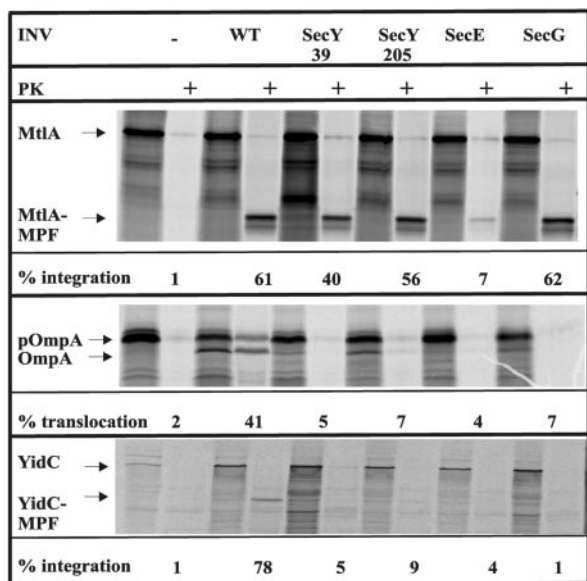 INV - WT SecY SecY SecE SecG
39 205
PK + + + + + +
MtlA
MtlA-
MPF
% integration 1 61 40 56 7 62
pOmpA
OmpA
% translocation 2 41 5 7 4 7
YidC
YidC-
MPF
% integration 1 78 5 9 4 1